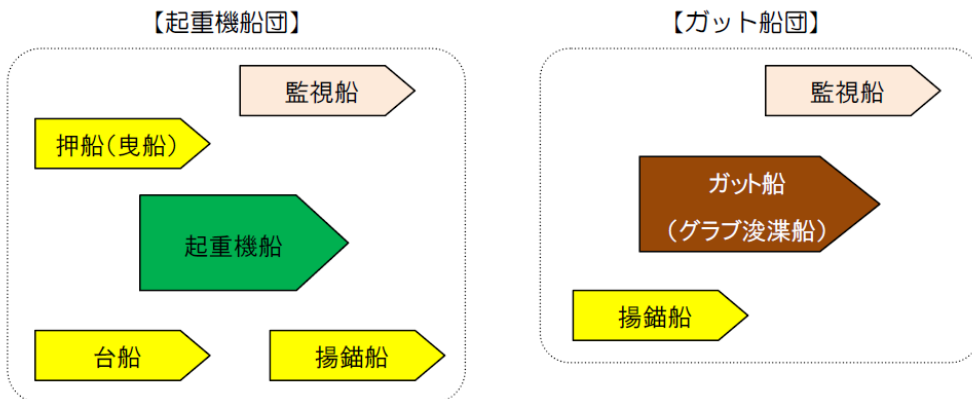 【起重機船団】
監視船
押船(曳船)
起重機船
台船
揚錨船
【ガット船団】
監視船
ガット船
(グラブ浚渫船)
揚錨船